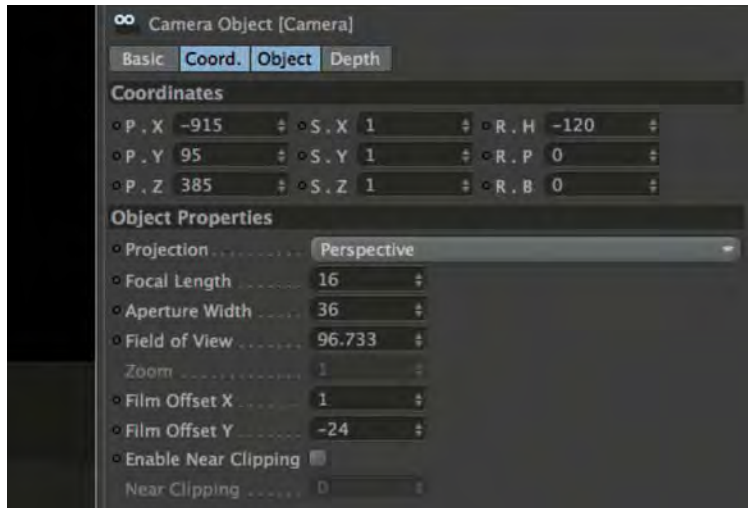 Camera Object [Camera]
Basic Coord. Object Depth
Coordinates
P . X -915 S . X 1 R . H -120
P . Y 95 S . Y 1 R . P 0
P . Z 385 S . Z 1 R . B 0
Object Properties
Projection Perspective
Focal Length 16
Aperture Width 36
Field of View 96.733
Zoom 1
Film Offset X 1
Film Offset Y -24
Enable Near Clipping
Near Clipping 0